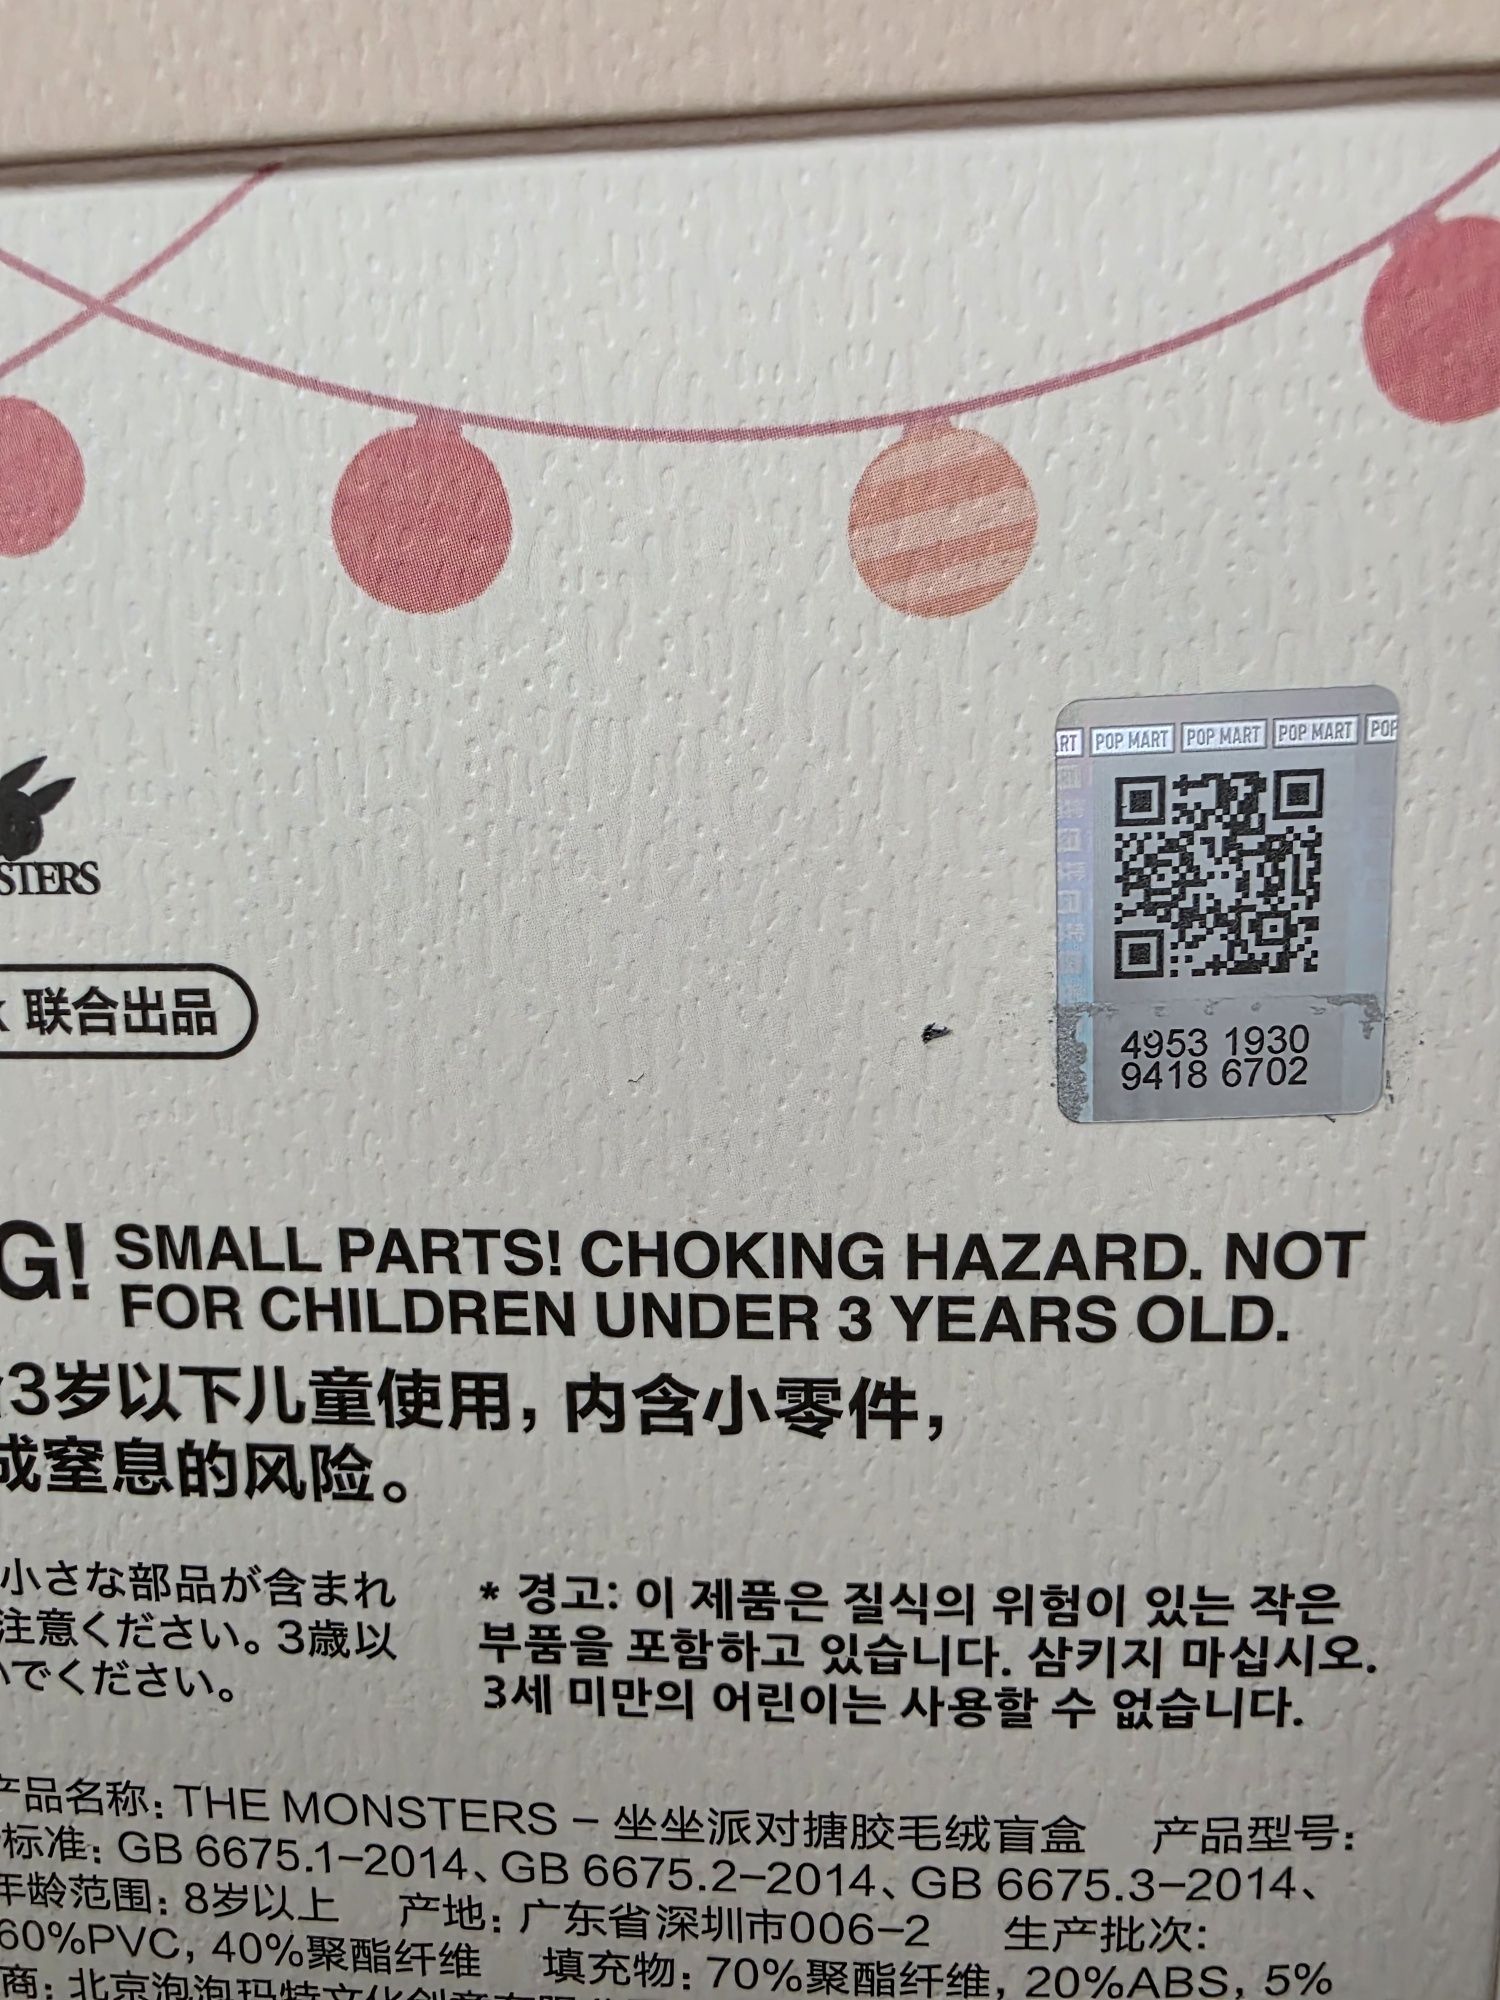 ART POP MART POP MART POP MART POP
STERS
联合出品
4953 1930
9418 6702
G! SMALL PARTS! CHOKING HAZARD. NOT
FOR CHILDREN UNDER 3 YEARS OLD.
3岁以下儿童使用，内含小零件，
成窒息的风险。
小さな部品が含まれ
注意ください。3歳以
いでください。
* 경고: 이 제품은 질식의 위험이 있는 작은
부품을 포함하고 있습니다. 삼키지 마십시오.
3세 미만의 어린이는 사용할 수 없습니다.
产品名称: THE MONSTERS – 坐坐派对搪胶毛绒盲盒 产品型号:
标准: GB 6675.1–2014、GB 6675.2–2014、GB 6675.3–2014、
年龄范围: 8岁以上 产地: 广东省深圳市006–2 生产批次:
60%PVC, 40%聚酯纤维 填充物: 70%聚酯纤维, 20%ABS, 5%
商: 北京泡泡玛特文化创意有限